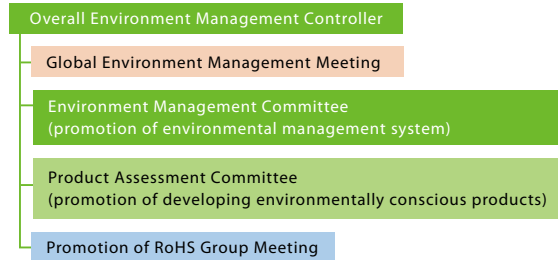 Overall Environment Management Controller
Global Environment Management Meeting
Environment Management Committee
(promotion of environmental management system)
Product Assessment Committee
(promotion of developing environmentally conscious products)
Promotion of RoHS Group Meeting